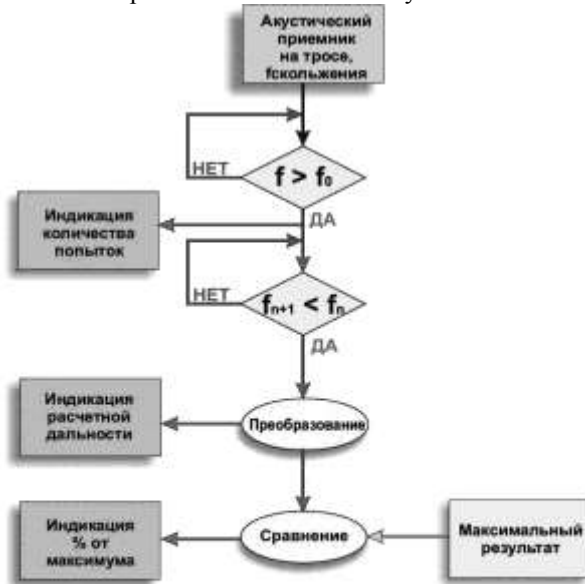 Акустический
приемник
на тросе,
fскольжения
НЕТ
f > f₀
ДА
Индикация
количества
попыток
НЕТ
fₙ₊₁ < fₙ
ДА
Индикация
расчетной
дальности
Преобразование
Индикация
% от
максимума
Сравнение
Максимальный
результат